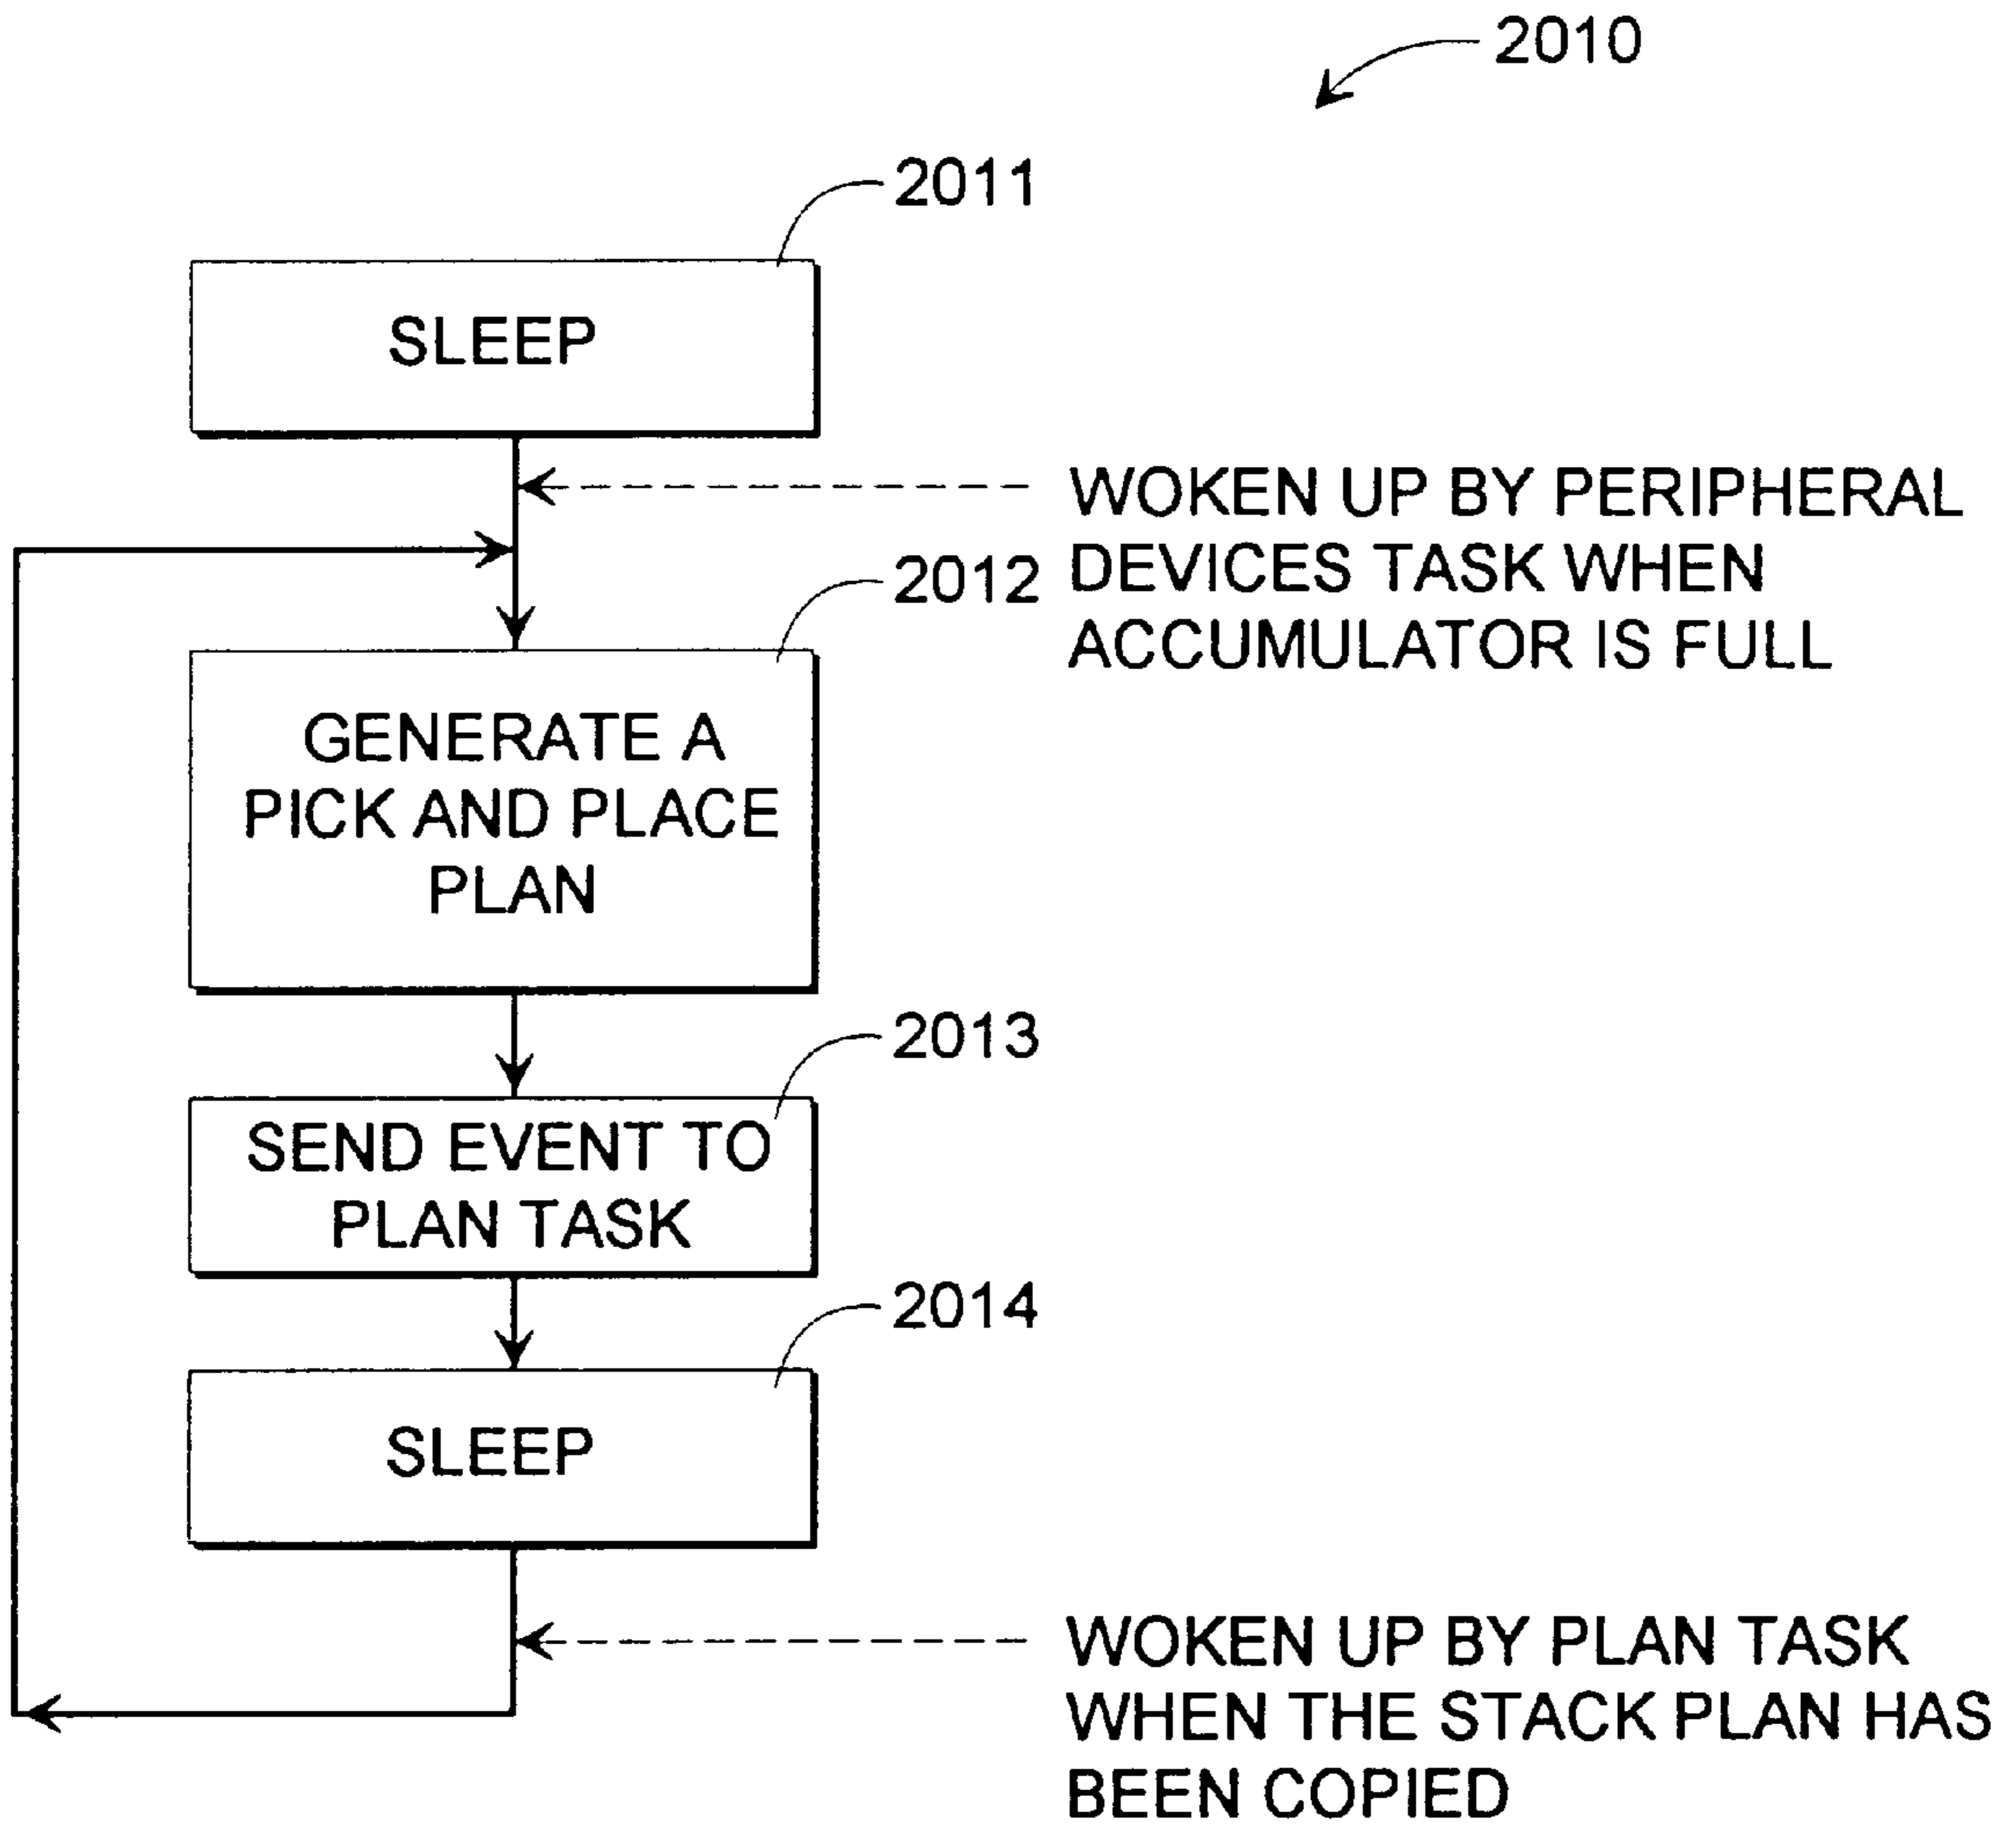 2010
2011
SLEEP
WOKEN UP BY PERIPHERAL
DEVICES TASK WHEN
ACCUMULATOR IS FULL
2012
GENERATE A
PICK AND PLACE
PLAN
2013
SEND EVENT TO
PLAN TASK
2014
SLEEP
WOKEN UP BY PLAN TASK
WHEN THE STACK PLAN HAS
BEEN COPIED